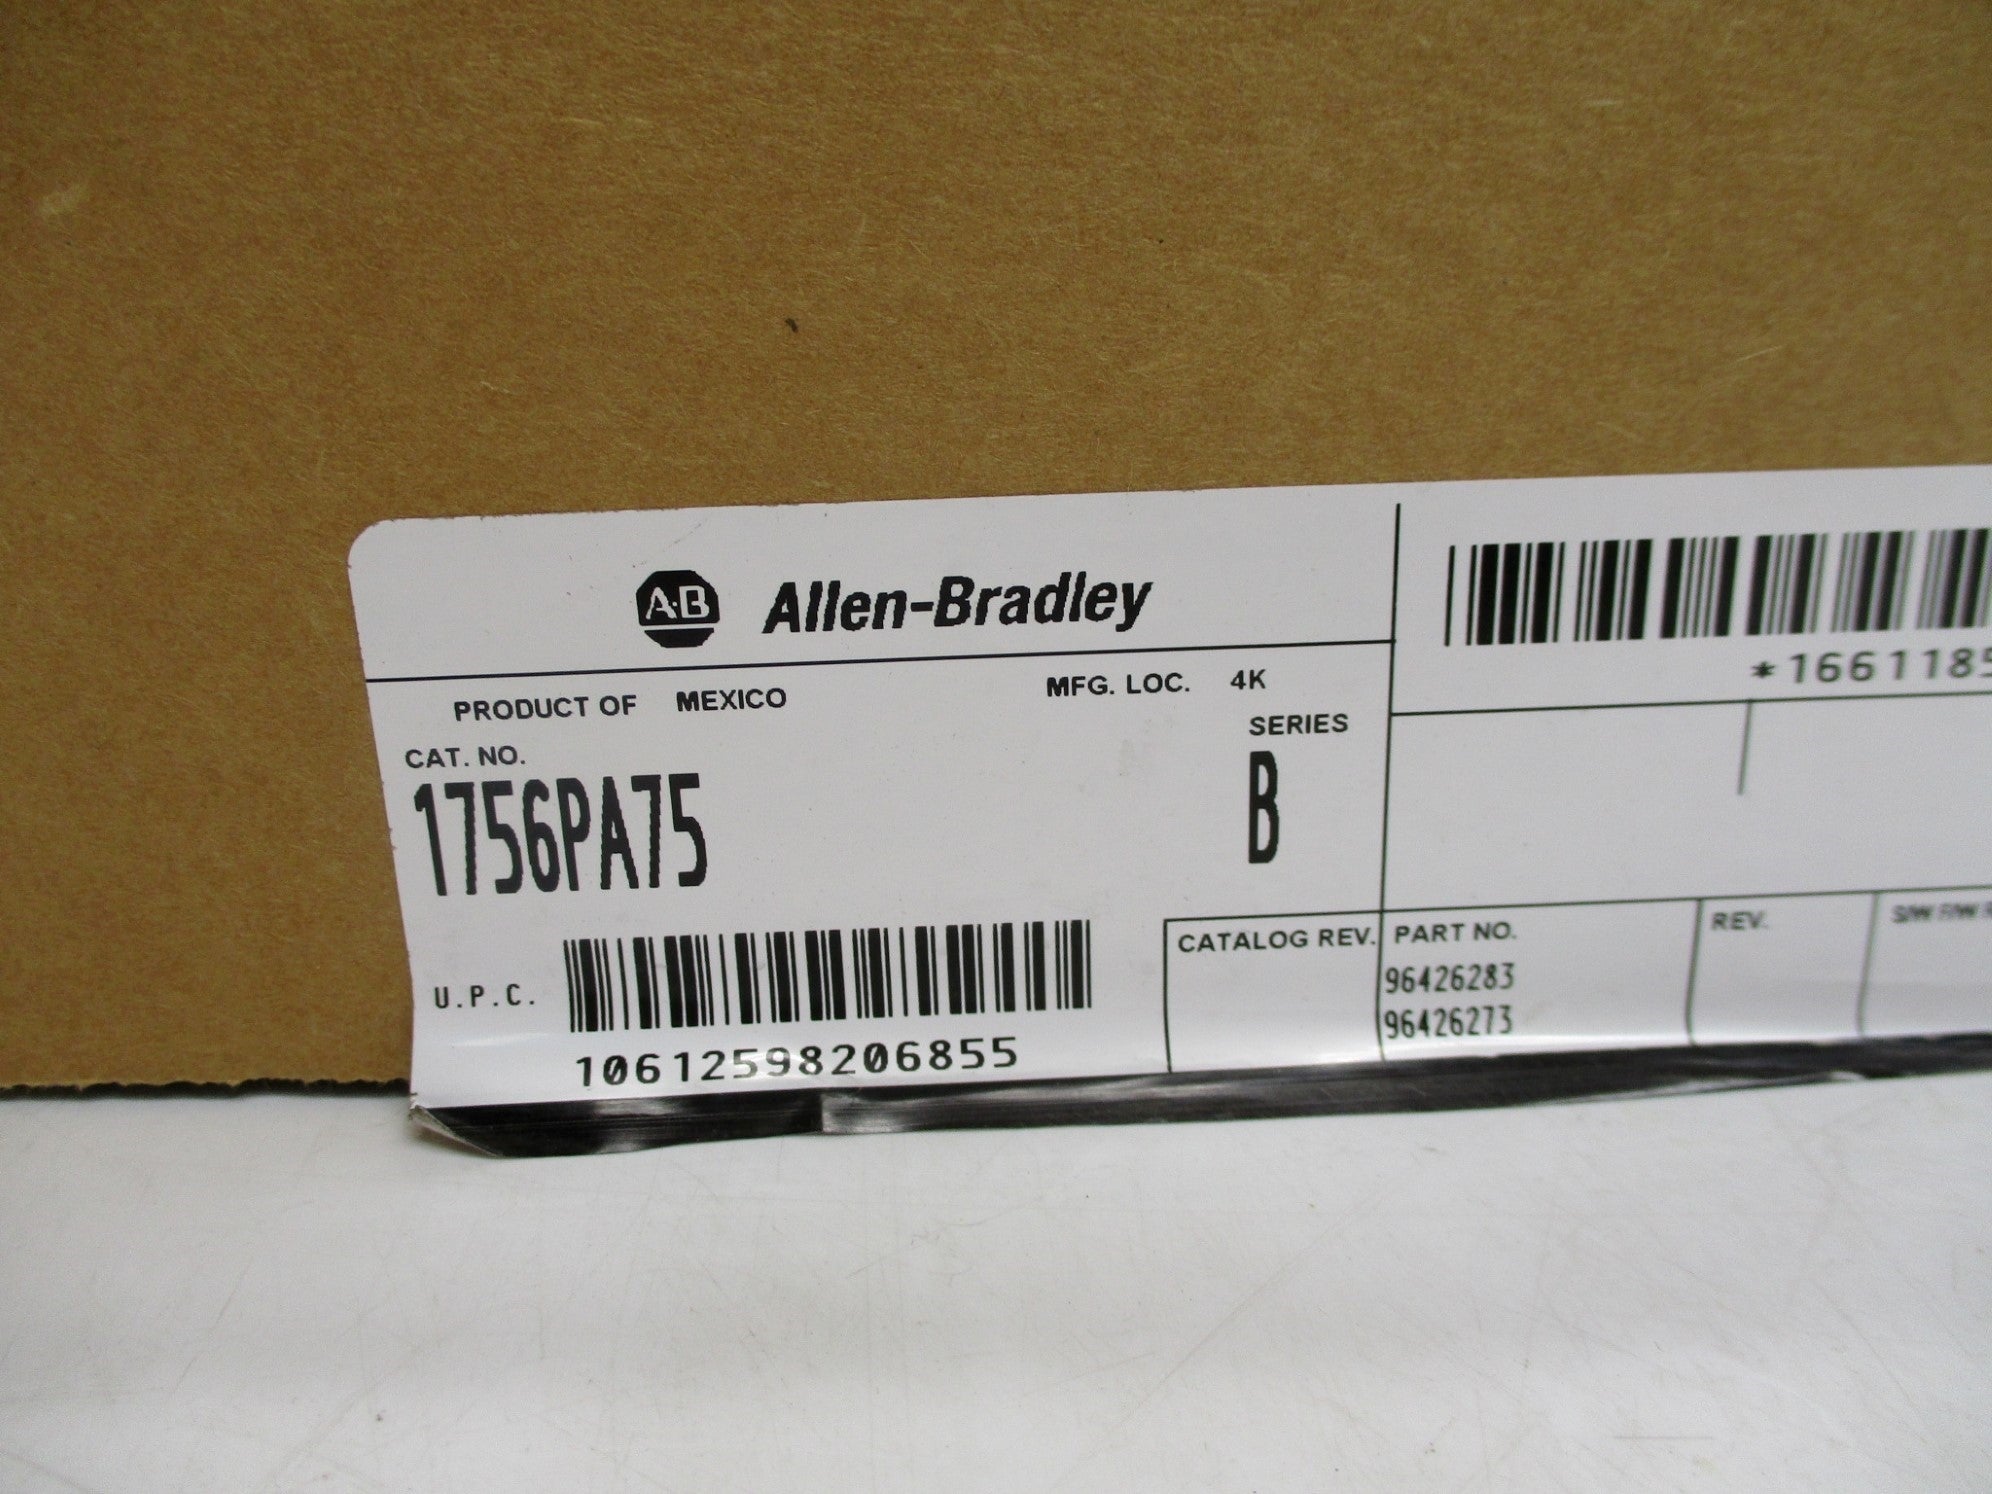 A·B Allen-Bradley
PRODUCT OF MEXICO MFG. LOC. 4K
CAT. NO. SERIES
1756PA75 B
U.P.C.
10612598206855
*166118
CATALOG REV. PART NO. REV. S/W F/W
96426283
96426273